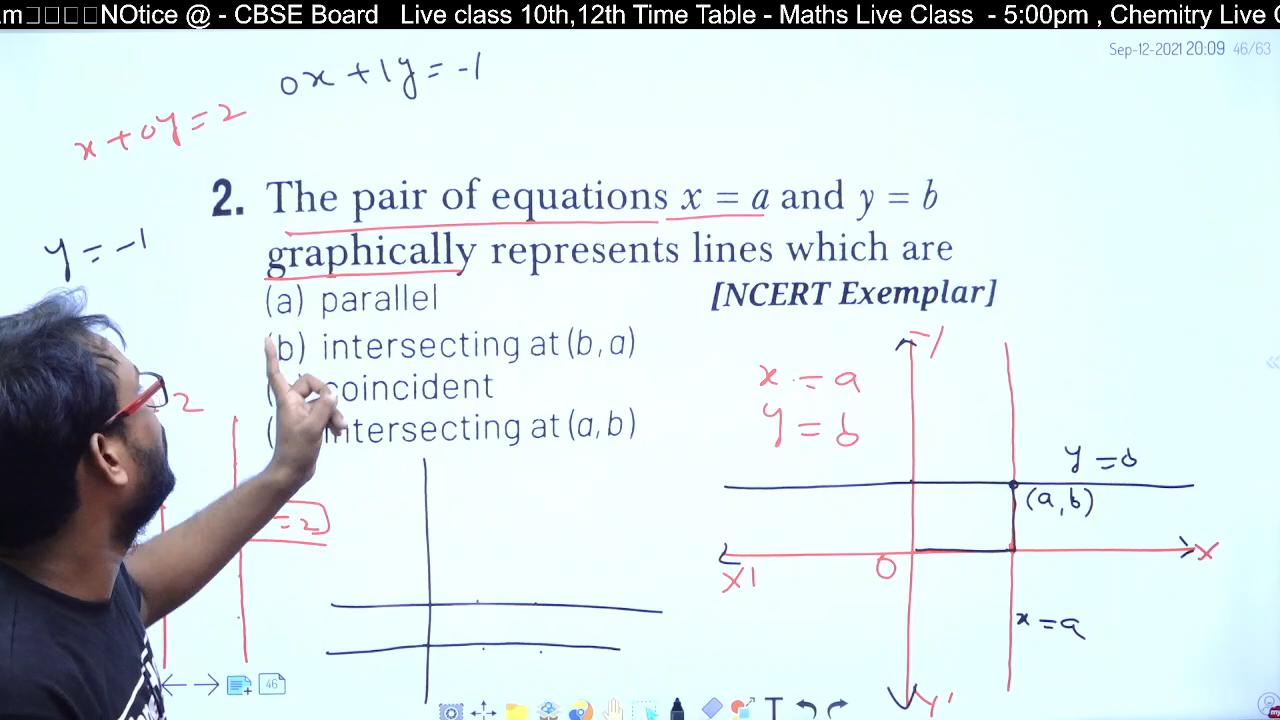 m NOtice @ - CBSE Board Live class 10th,12th Time Table - Maths Live Class - 5:00pm , Chemitry Live
Sep-12-2021 20:09 46/63
0x + 1y = -1
x + 0y = 2
2. The pair of equations x = a and y = b
graphically represents lines which are
y = -1
(a) parallel
[NCERT Exemplar]
(b) intersecting at (b, a)
coincident
intersecting at (a, b)
x = a
y = b
2
= 2
y = b
(a, b)
X
X'
O
x = a
Y'
46
T